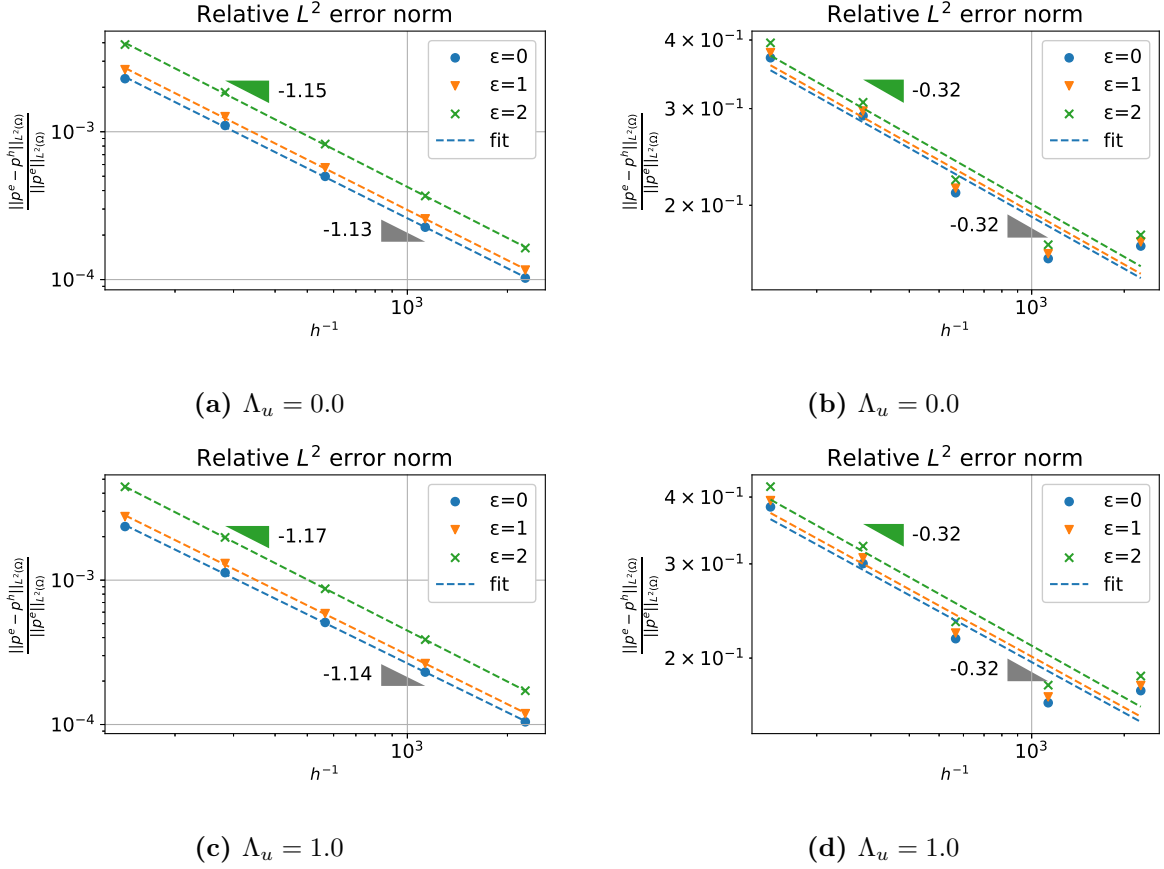 Relative L² error norm
||pᵉ − pʰ||_{L²(Ω)}
||pᵉ||_{L²(Ω)}
10⁻³
10⁻⁴
ε=0
ε=1
ε=2
fit
-1.15
-1.13
10³
h⁻¹
(a) Λᵤ = 0.0
Relative L² error norm
||pᵉ − pʰ||_{L²(Ω)}
||pᵉ||_{L²(Ω)}
4 × 10⁻¹
3 × 10⁻¹
2 × 10⁻¹
ε=0
ε=1
ε=2
fit
-0.32
-0.32
10³
h⁻¹
(b) Λᵤ = 0.0
Relative L² error norm
||pᵉ − pʰ||_{L²(Ω)}
||pᵉ||_{L²(Ω)}
10⁻³
10⁻⁴
ε=0
ε=1
ε=2
fit
-1.17
-1.14
10³
h⁻¹
(c) Λᵤ = 1.0
Relative L² error norm
||pᵉ − pʰ||_{L²(Ω)}
||pᵉ||_{L²(Ω)}
4 × 10⁻¹
3 × 10⁻¹
2 × 10⁻¹
ε=0
ε=1
ε=2
fit
-0.32
-0.32
10³
h⁻¹
(d) Λᵤ = 1.0